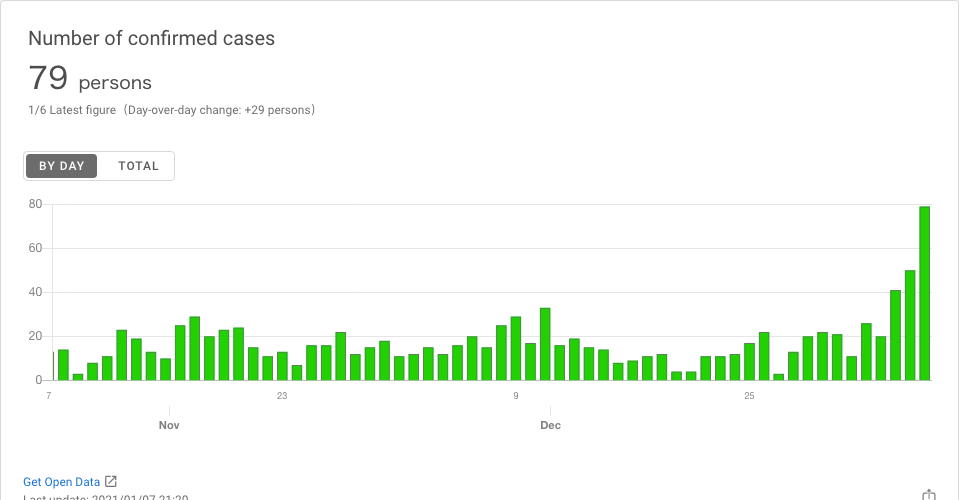 Number of confirmed cases
79 persons
1/6 Latest figure（Day-over-day change: +29 persons）
BY DAY TOTAL
80
60
40
20
0
7 23 9 25
Nov Dec
Get Open Data
Last update: 2021/01/07 21:20